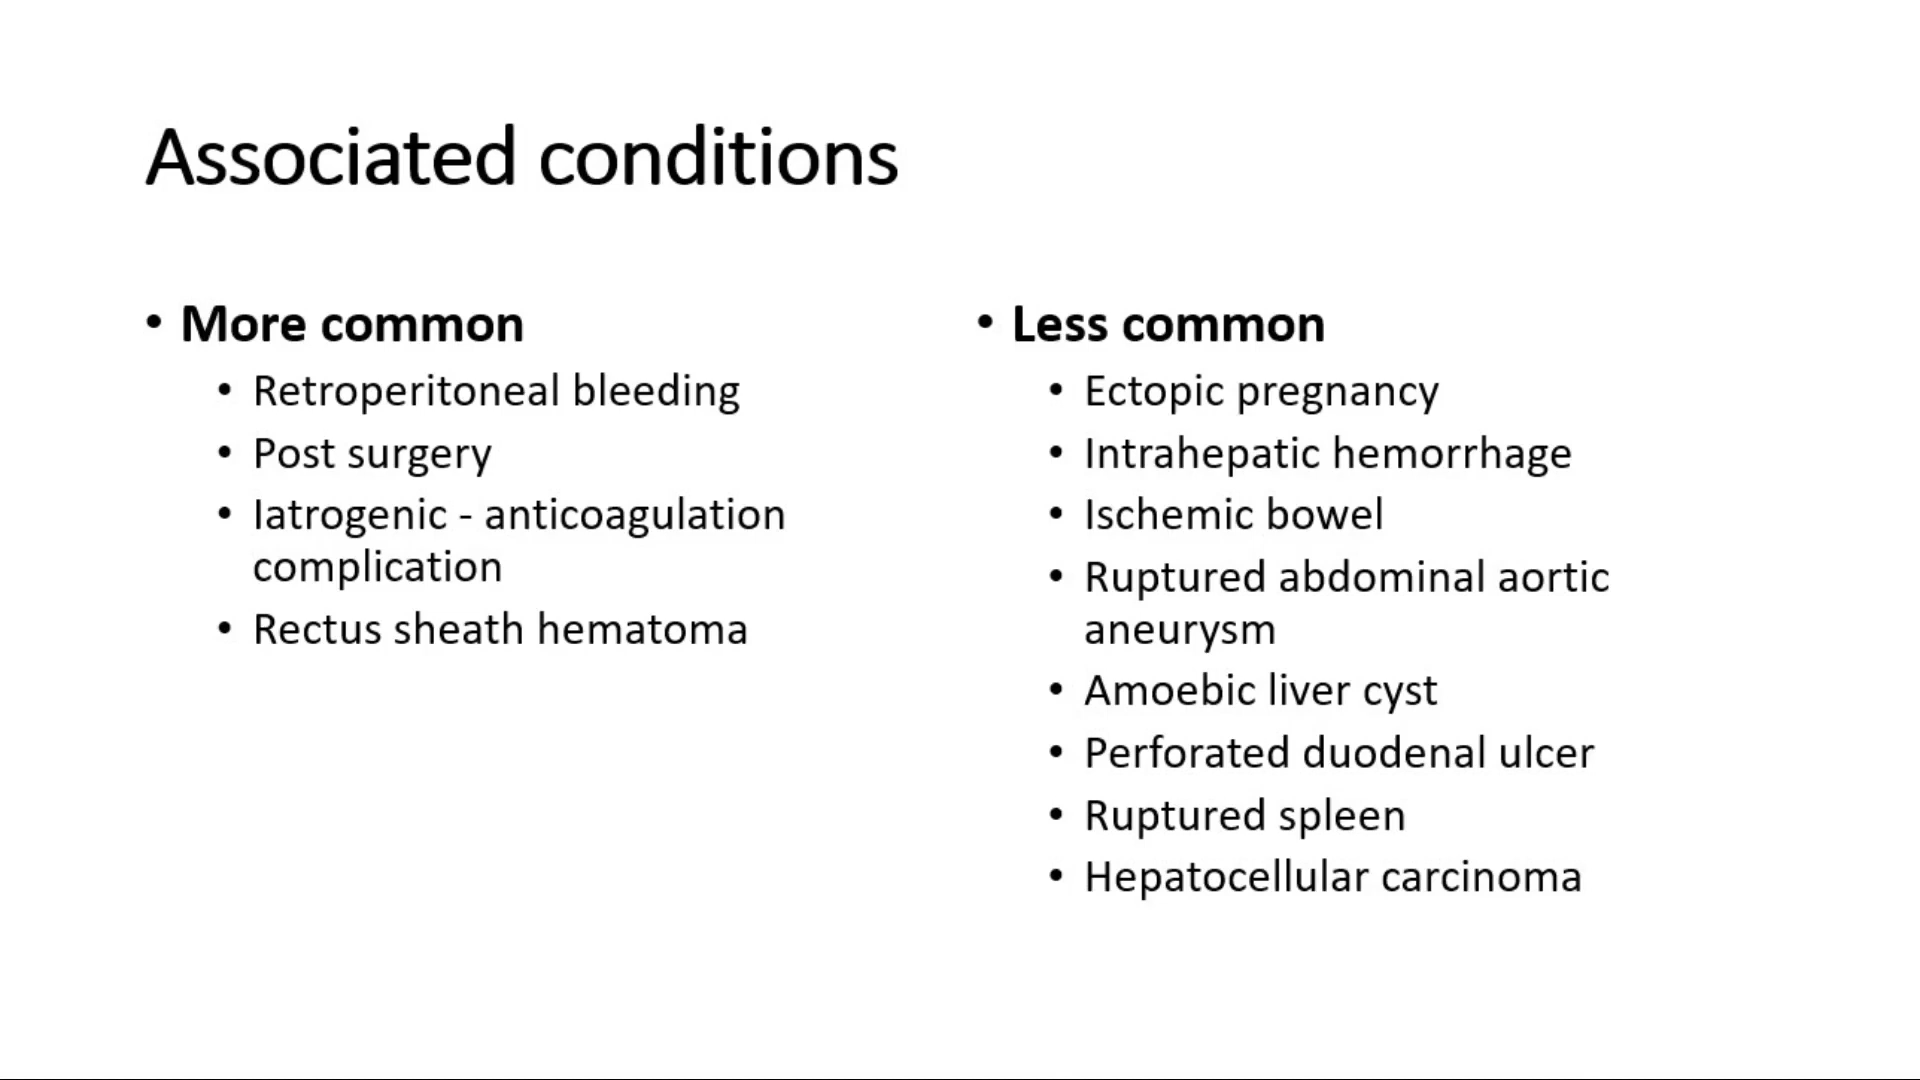 Associated conditions
• More common
• Retroperitoneal bleeding
• Post surgery
• Iatrogenic - anticoagulation
complication
• Rectus sheath hematoma
• Less common
• Ectopic pregnancy
• Intrahepatic hemorrhage
• Ischemic bowel
• Ruptured abdominal aortic
aneurysm
• Amoebic liver cyst
• Perforated duodenal ulcer
• Ruptured spleen
• Hepatocellular carcinoma